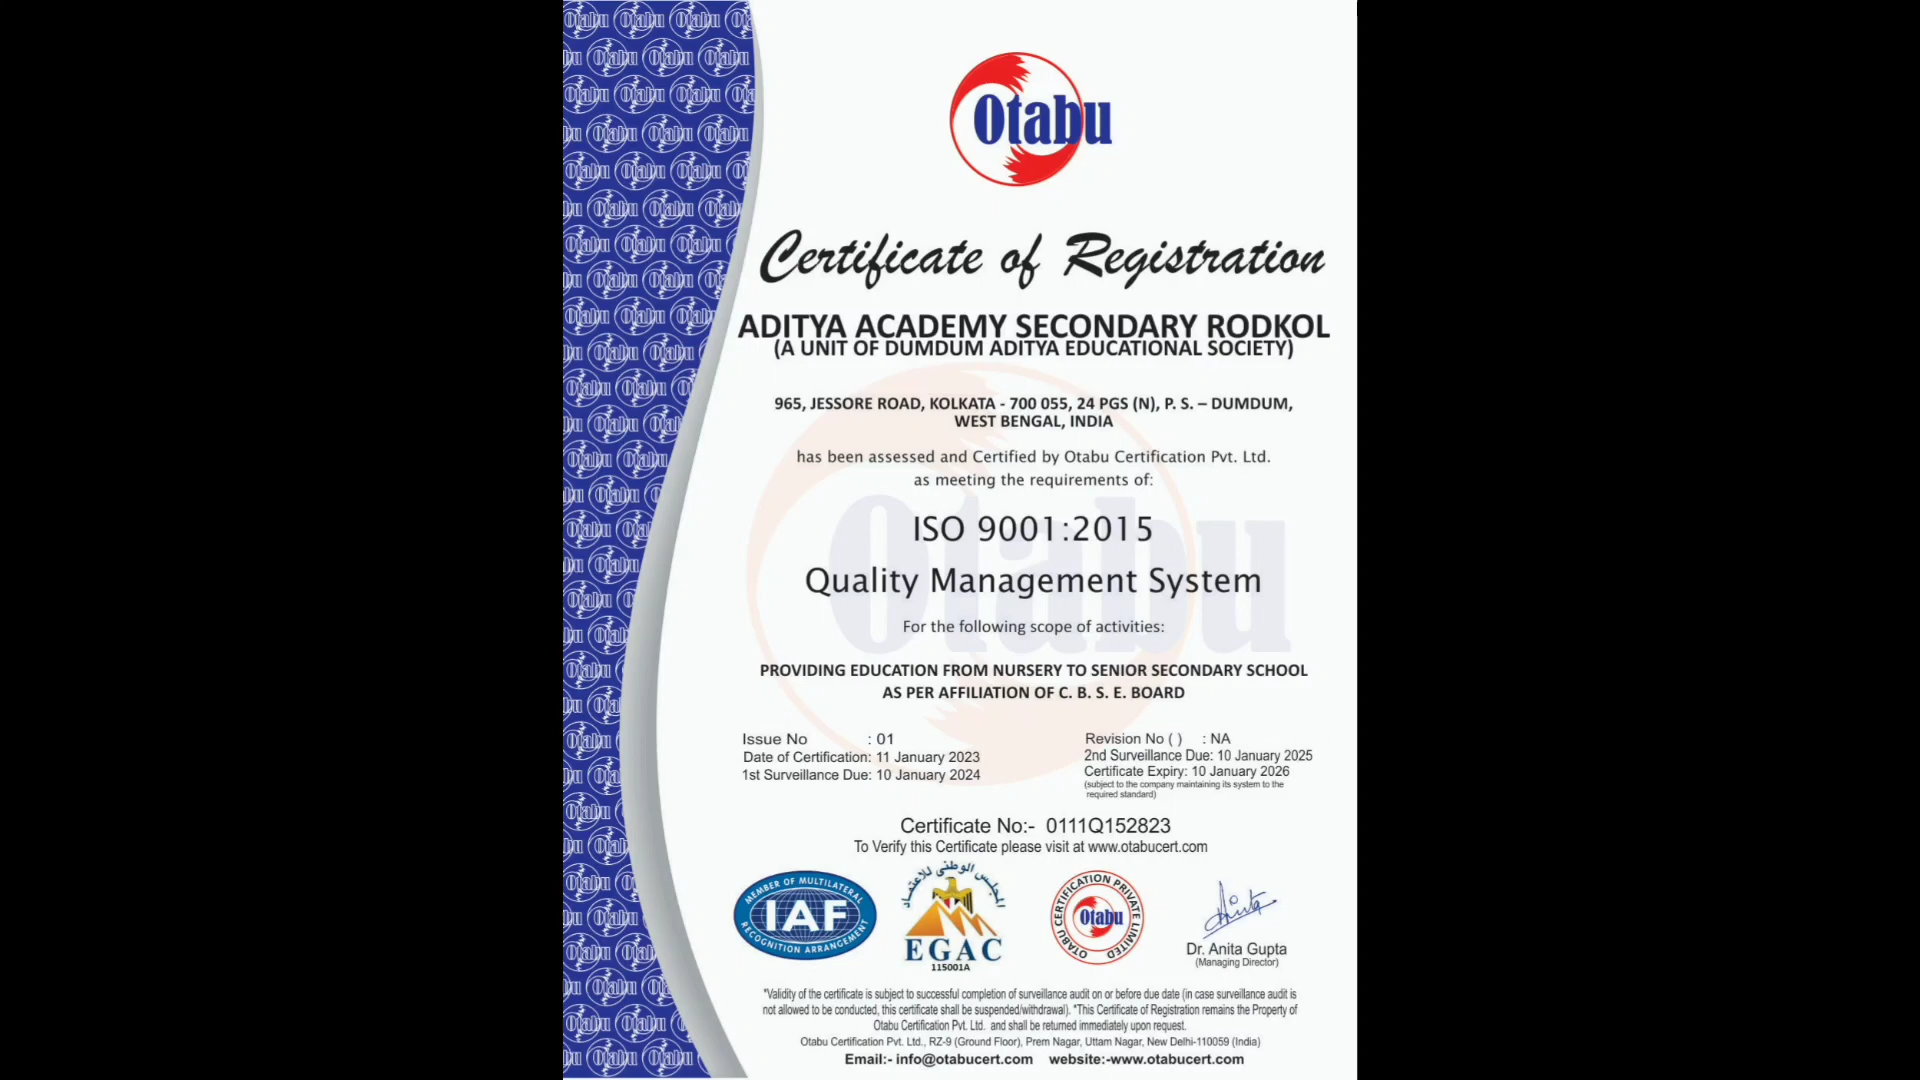 Otabu
Certificate of Registration
ADITYA ACADEMY SECONDARY RODKOL
(A UNIT OF DUMDUM ADITYA EDUCATIONAL SOCIETY)
965, JESSORE ROAD, KOLKATA - 700 055, 24 PGS (N), P. S. – DUMDUM,
WEST BENGAL, INDIA
has been assessed and Certified by Otabu Certification Pvt. Ltd.
as meeting the requirements of:
ISO 9001:2015
Quality Management System
For the following scope of activities:
PROVIDING EDUCATION FROM NURSERY TO SENIOR SECONDARY SCHOOL
AS PER AFFILIATION OF C. B. S. E. BOARD
Issue No : 01
Date of Certification: 11 January 2023
1st Surveillance Due: 10 January 2024
Revision No ( ) : NA
2nd Surveillance Due: 10 January 2025
Certificate Expiry: 10 January 2026
(subject to the company maintaining its system to the
required standard)
Certificate No:- 0111Q152823
To Verify this Certificate please visit at www.otabucert.com
MEMBER OF MULTILATERAL
IAF
RECOGNITION ARRANGEMENT
المجلس الوطنى للاعتماد
EGAC
115001A
OTABU CERTIFICATION PRIVATE LIMITED
Otabu
Anita
Dr. Anita Gupta
(Managing Director)
*Validity of the certificate is subject to successful completion of surveillance audit on or before due date (in case surveillance audit is
not allowed to be conducted, this certificate shall be suspended/withdrawal). *This Certificate of Registration remains the Property of
Otabu Certification Pvt. Ltd. and shall be returned immediately upon request.
Otabu Certification Pvt. Ltd., RZ-9 (Ground Floor), Prem Nagar, Uttam Nagar, New Delhi-110059 (India)
Email:- info@otabucert.com website:-www.otabucert.com